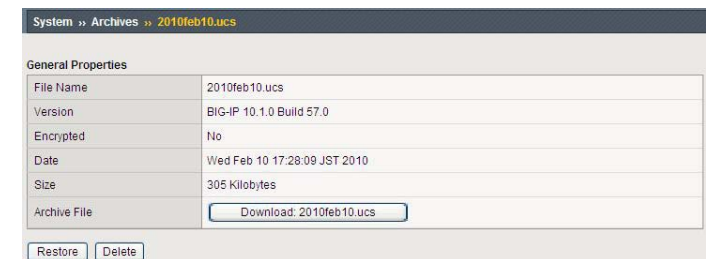 System » Archives » 2010feb10.ucs
General Properties
File Name 2010feb10.ucs
Version BIG-IP 10.1.0 Build 57.0
Encrypted No
Date Wed Feb 10 17:28:09 JST 2010
Size 305 Kilobytes
Archive File Download: 2010feb10.ucs
Restore Delete